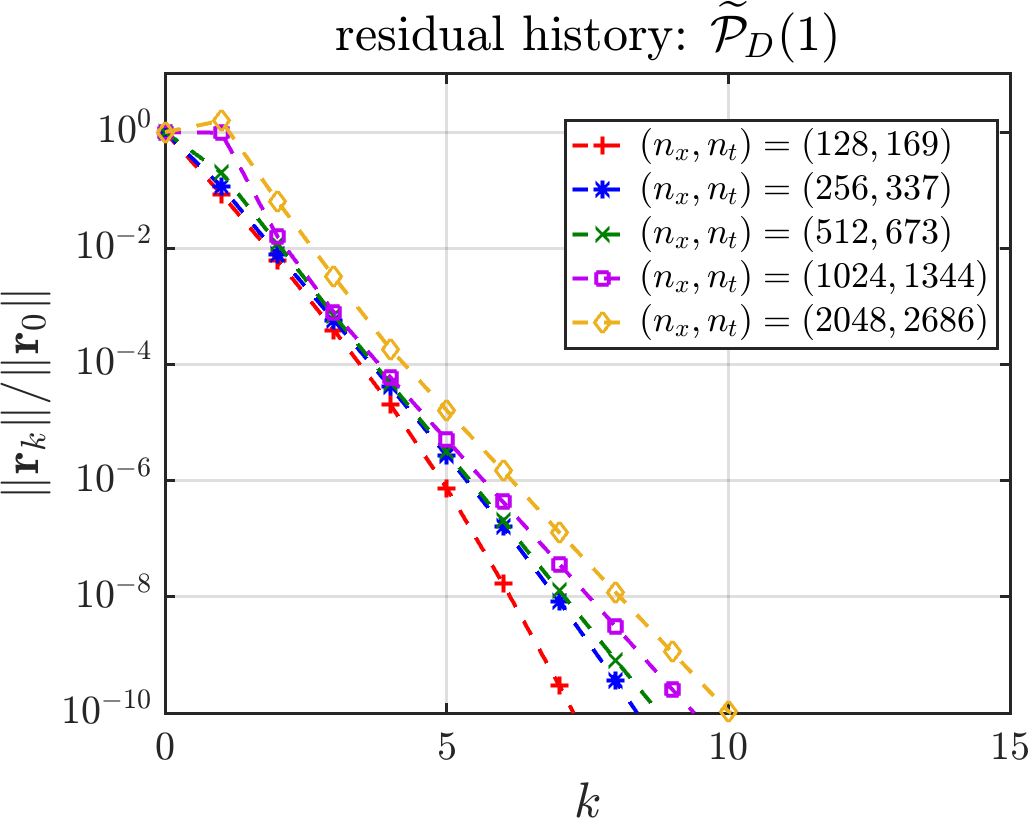 residual history: $\widetilde{\mathcal{P}}_D(1)$
$10^{0}$
$10^{-2}$
$10^{-4}$
$10^{-6}$
$10^{-8}$
$10^{-10}$
$\|\mathbf{r}_k\|/\|\mathbf{r}_0\|$
$(n_x, n_t) = (128, 169)$
$(n_x, n_t) = (256, 337)$
$(n_x, n_t) = (512, 673)$
$(n_x, n_t) = (1024, 1344)$
$(n_x, n_t) = (2048, 2686)$
0 5 10 15
$k$